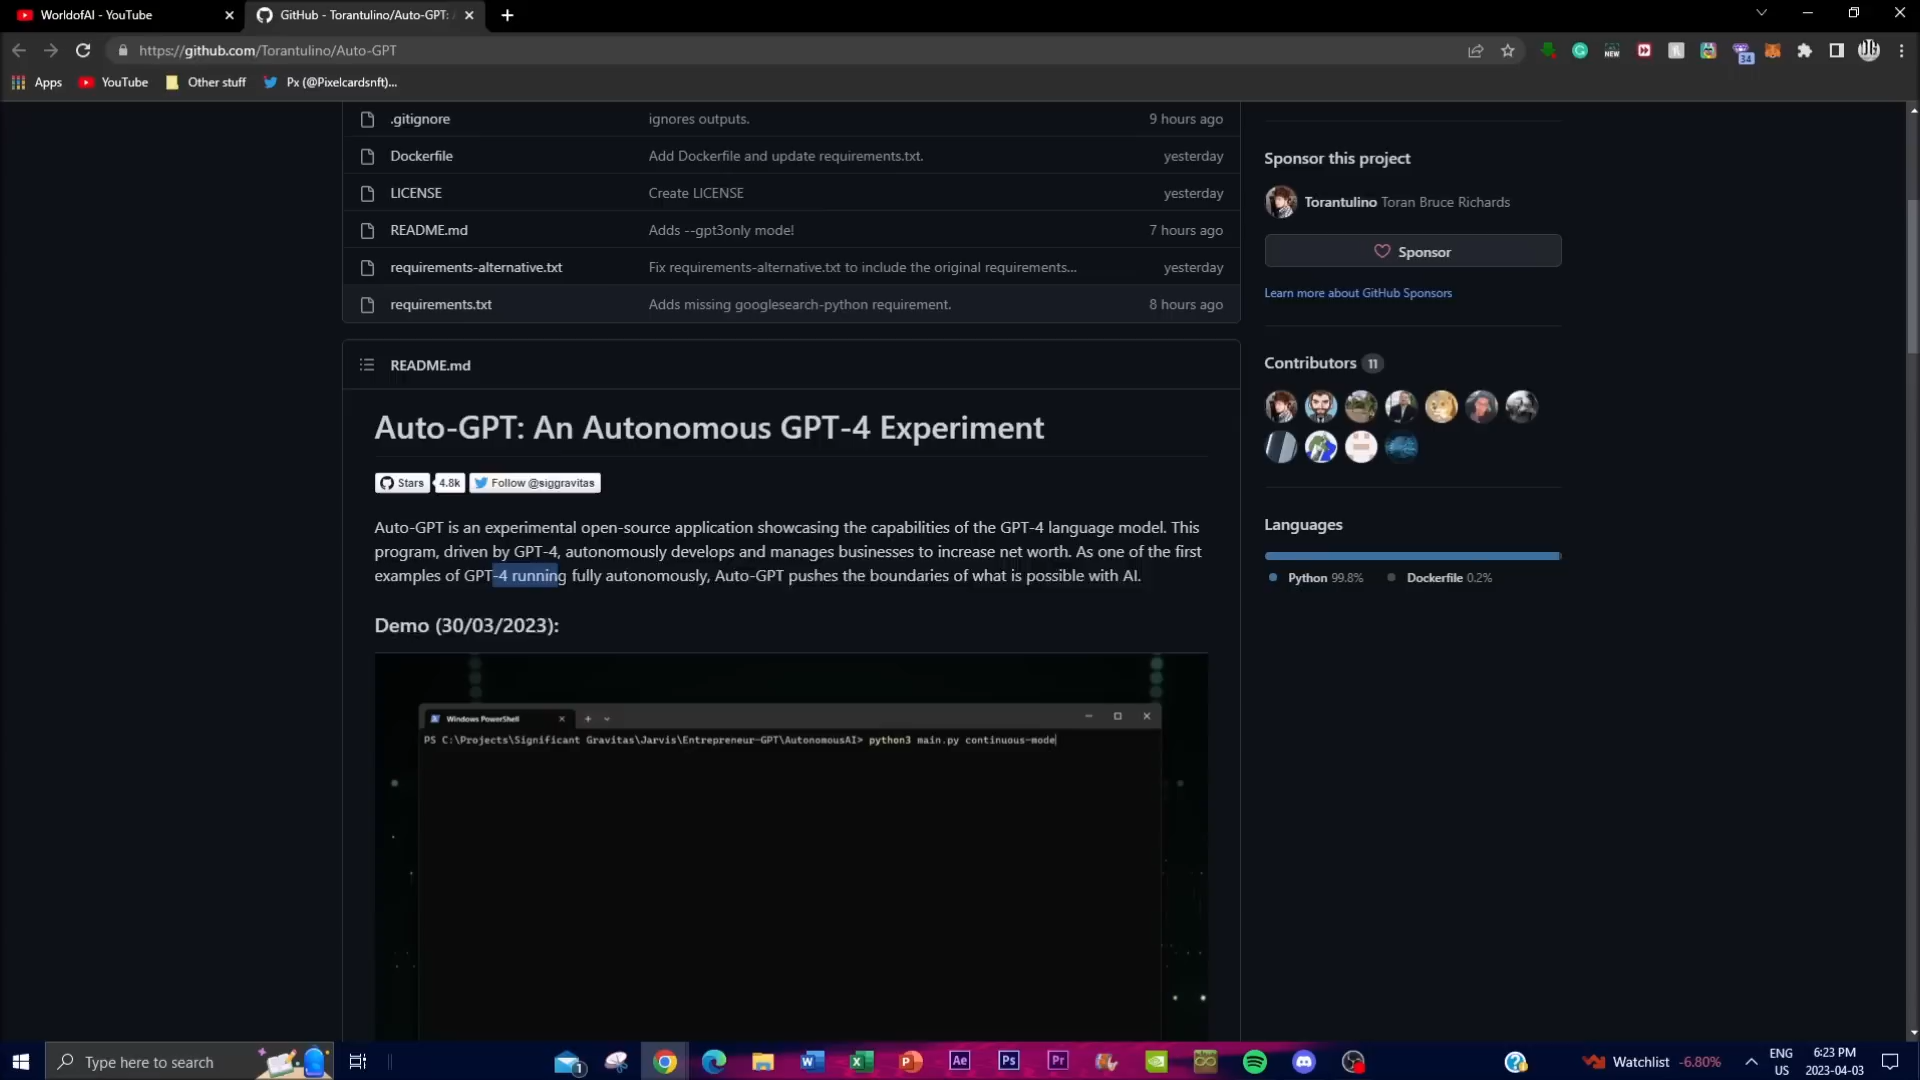 WorldofAI - YouTube
GitHub - Torantulino/Auto-GPT:
https://github.com/Torantulino/Auto-GPT
NEW
34
Apps
YouTube
Other stuff
Px (@Pixelcardsnft)...
.gitignore ignores outputs. 9 hours ago
Dockerfile Add Dockerfile and update requirements.txt. yesterday
LICENSE Create LICENSE yesterday
README.md Adds --gpt3only mode! 7 hours ago
requirements-alternative.txt Fix requirements-alternative.txt to include the original requirements... yesterday
requirements.txt Adds missing googlesearch-python requirement. 8 hours ago
README.md
Auto-GPT: An Autonomous GPT-4 Experiment
Stars 4.8k Follow @siggravitas
Auto-GPT is an experimental open-source application showcasing the capabilities of the GPT-4 language model. This
program, driven by GPT-4, autonomously develops and manages businesses to increase net worth. As one of the first
examples of GPT-4 running fully autonomously, Auto-GPT pushes the boundaries of what is possible with AI.
Demo (30/03/2023):
Windows PowerShell
PS C:\Projects\Significant Gravitas\Jarvis\Entrepreneur-GPT\AutonomousAI> python3 main.py continuous-mode
Sponsor this project
Torantulino Toran Bruce Richards
Sponsor
Learn more about GitHub Sponsors
Contributors 11
Languages
Python 99.8% Dockerfile 0.2%
Type here to search
1
Ae
Ps
Pr
Watchlist -6.80%
ENG
US
6:23 PM
2023-04-03